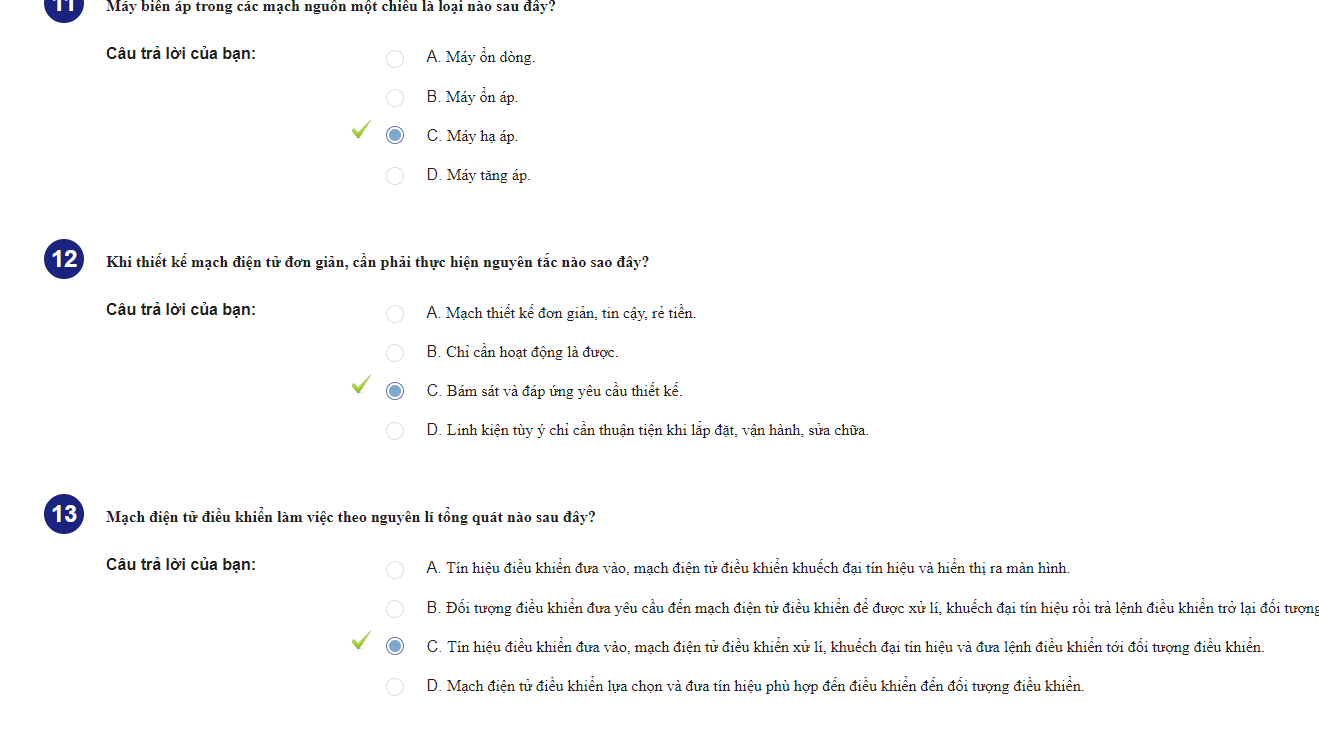 11 Máy biến áp trong các mạch nguồn một chiều là loại nào sau đây?
Câu trả lời của bạn:
A. Máy ổn dòng.
B. Máy ổn áp.
C. Máy hạ áp.
D. Máy tăng áp.
12 Khi thiết kế mạch điện tử đơn giản, cần phải thực hiện nguyên tắc nào sao đây?
Câu trả lời của bạn:
A. Mạch thiết kế đơn giản, tin cậy, rẻ tiền.
B. Chỉ cần hoạt động là được.
C. Bám sát và đáp ứng yêu cầu thiết kế.
D. Linh kiện tùy ý chỉ cần thuận tiện khi lắp đặt, vận hành, sửa chữa.
13 Mạch điện tử điều khiển làm việc theo nguyên lí tổng quát nào sau đây?
Câu trả lời của bạn:
A. Tín hiệu điều khiển đưa vào, mạch điện tử điều khiển khuếch đại tín hiệu và hiển thị ra màn hình.
B. Đối tượng điều khiển đưa yêu cầu đến mạch điện tử điều khiển để được xử lí, khuếch đại tín hiệu rồi trả lệnh điều khiển trở lại đối tượng
C. Tín hiệu điều khiển đưa vào, mạch điện tử điều khiển xử lí, khuếch đại tín hiệu và đưa lệnh điều khiển tới đối tượng điều khiển.
D. Mạch điện tử điều khiển lựa chọn và đưa tín hiệu phù hợp đến điều khiển đến đối tượng điều khiển.